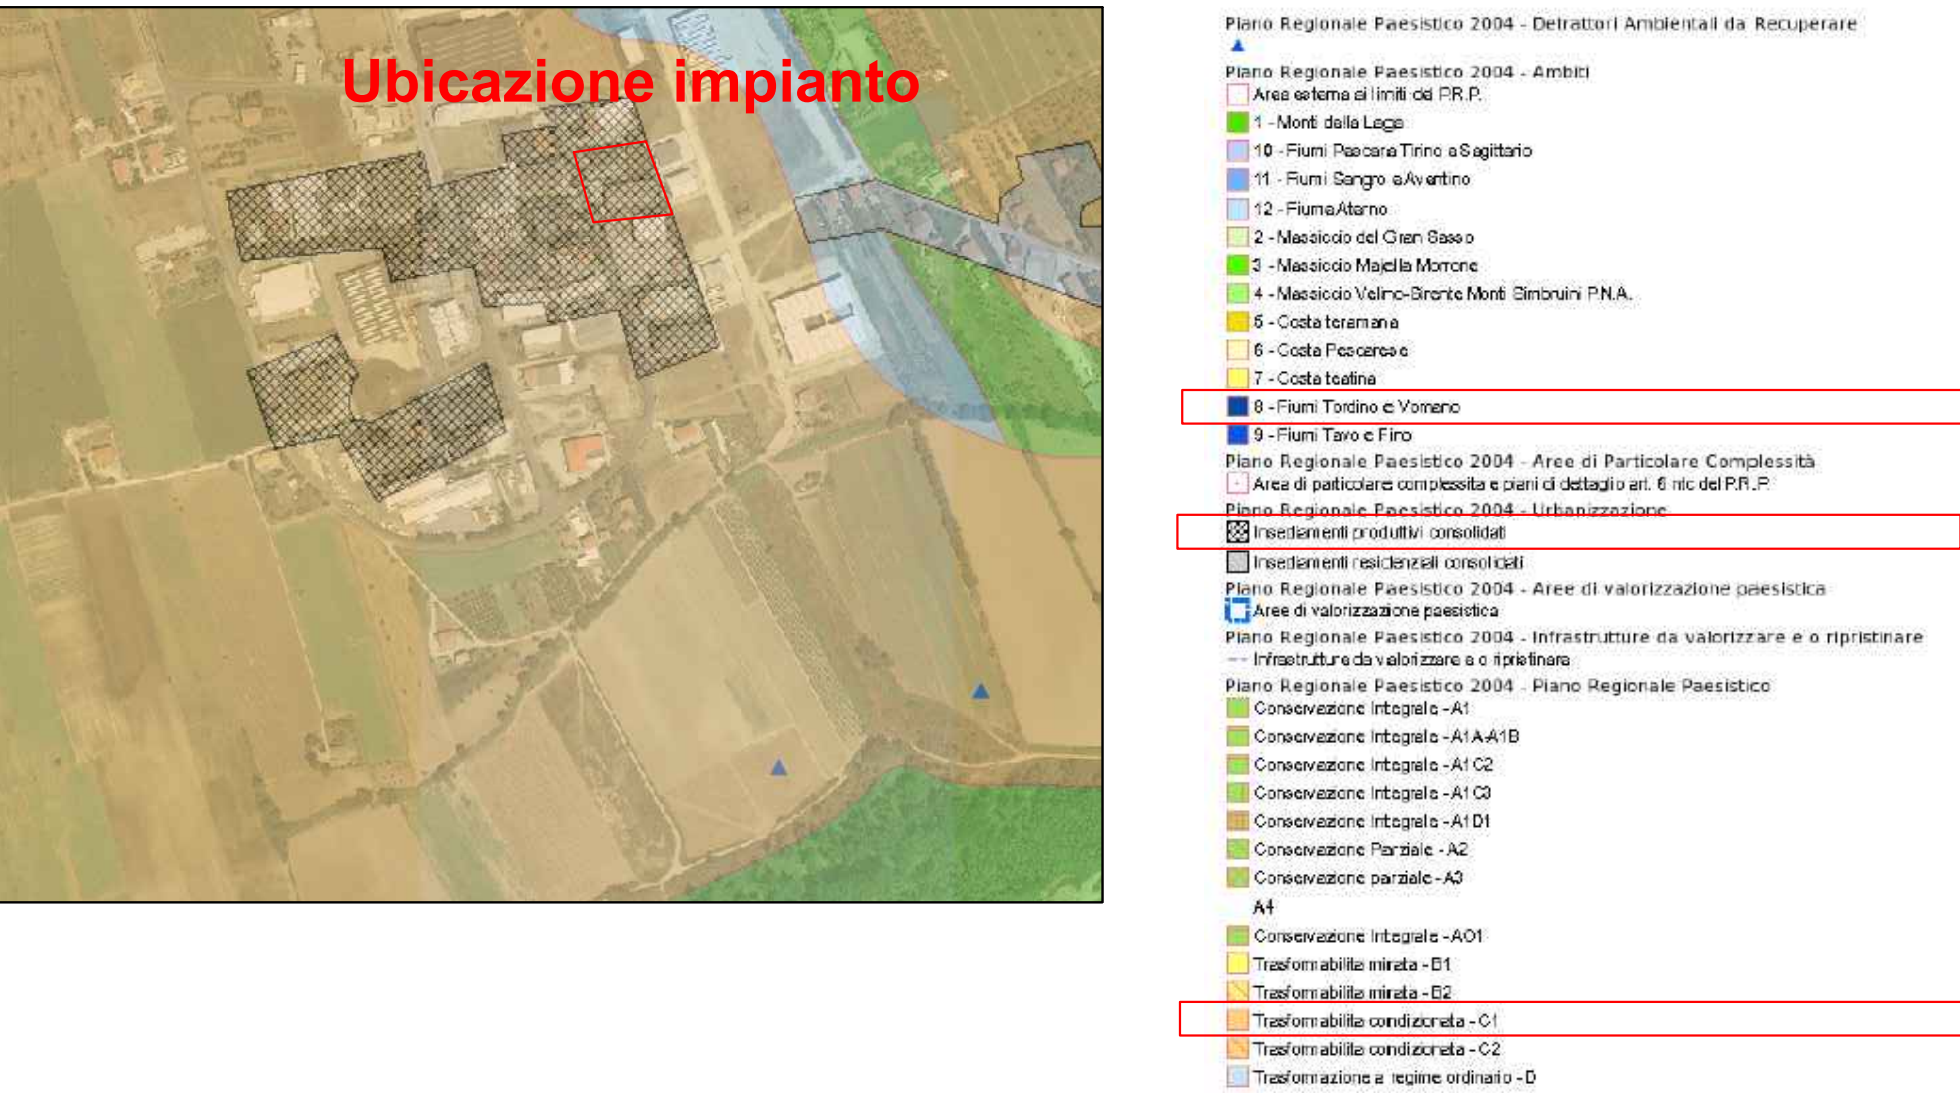 Ubicazione impianto
Piano Regionale Paesistico 2004 - Detrattori Ambientali da Recuperare
Piano Regionale Paesistico 2004 - Ambiti
Area esterna ai limiti del P.R.P.
1 - Monti della Laga
10 - Fiumi Pescara Tirino e Sagittario
11 - Fiumi Sangro e Aventino
12 - Fiume Aterno
2 - Massiccio del Gran Sasso
3 - Massiccio Majella Morrone
4 - Massiccio Velino-Sirente Monti Simbruini P.N.A.
5 - Costa teramana
6 - Costa Pescarese
7 - Costa teatina
8 - Fiumi Tordino e Vomano
9 - Fiumi Tavo e Fino
Piano Regionale Paesistico 2004 - Aree di Particolare Complessità
Area di particolare complessita e piani di dettaglio art. 6 ntc del P.R.P.
Piano Regionale Paesistico 2004 - Urbanizzazione
Insediamenti produttivi consolidati
Insediamenti residenziali consolidati
Piano Regionale Paesistico 2004 - Aree di valorizzazione paesistica
Aree di valorizzazione paesistica
Piano Regionale Paesistico 2004 - Infrastrutture da valorizzare e o ripristinare
Infrastrutture da valorizzare e o ripristinare
Piano Regionale Paesistico 2004 - Piano Regionale Paesistico
Conservazione Integrale - A1
Conservazione Integrale - A1A-A1B
Conservazione Integrale - A1C2
Conservazione Integrale - A1C3
Conservazione Integrale - A1D1
Conservazione Parziale - A2
Conservazione parziale - A3
A4
Conservazione Integrale - AO1
Trasformabilita mirata - B1
Trasformabilita mirata - B2
Trasformabilita condizionata - C1
Trasformabilita condizionata - C2
Trasformazione a regime ordinario - D